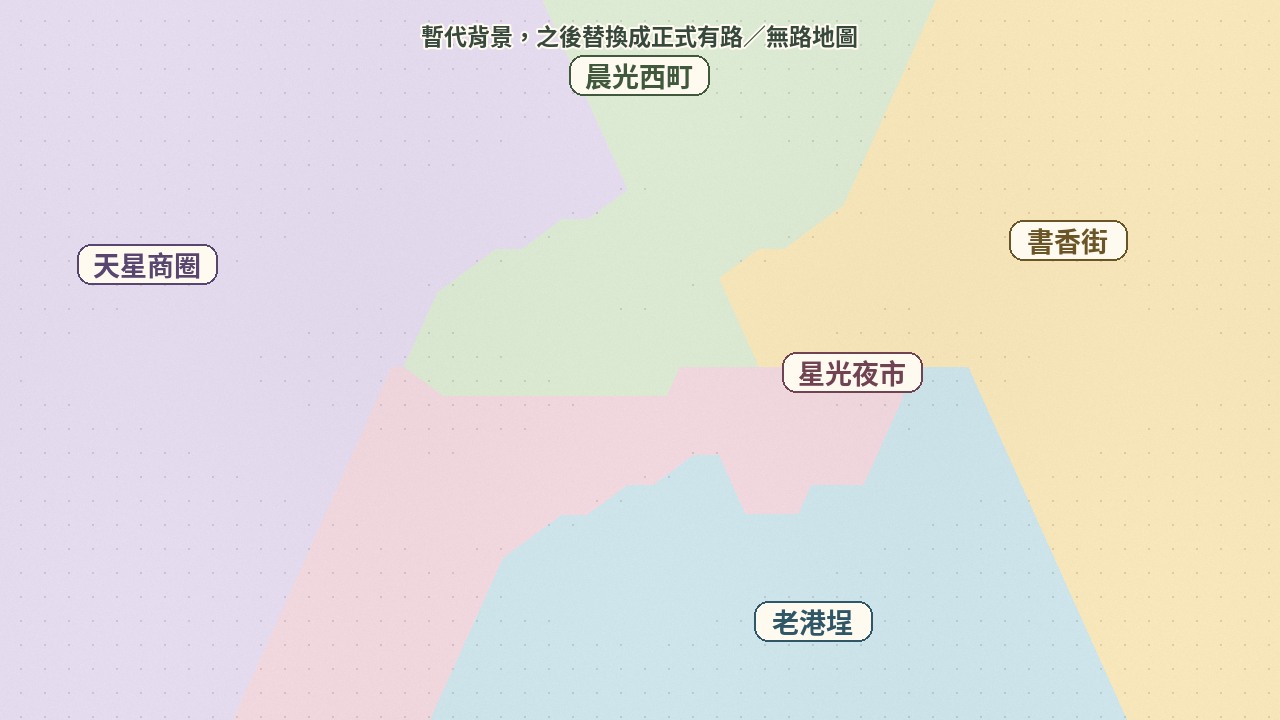 暫代背景，之後替換成正式有路／無路地圖
晨光西町
書香街
天星商圈
星光夜市
老港埕